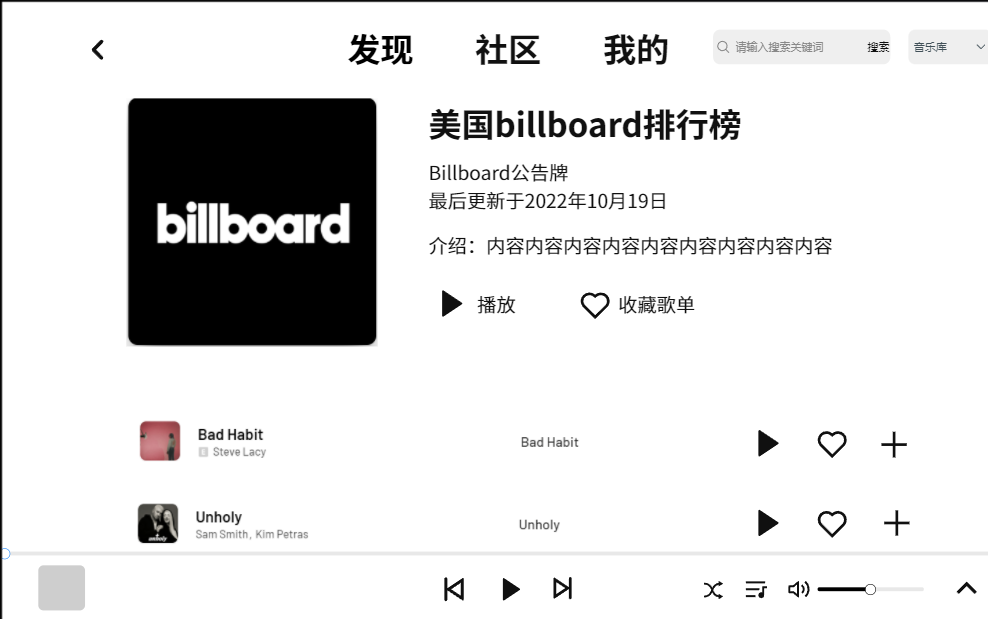 发现 社区 我的 请输入搜索关键词 搜索 音乐库
billboard
美国billboard排行榜
Billboard公告牌
最后更新于2022年10月19日
介绍：内容内容内容内容内容内容内容内容内容
播放 收藏歌单
Bad Habit
E Steve Lacy
Bad Habit
unholy
Unholy
Sam Smith, Kim Petras
Unholy